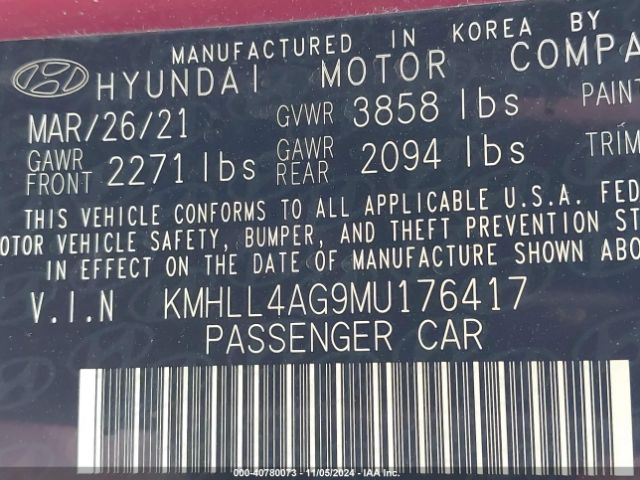 MANUFACTURED IN KOREA BY
HYUNDAI MOTOR COMPA
MAR/26/21 GVWR 3858 lbs PAINT
GAWR FRONT 2271 lbs GAWR REAR 2094 lbs TRIM
THIS VEHICLE CONFORMS TO ALL APPLICABLE U.S.A. FED
OTOR VEHICLE SAFETY, BUMPER, AND THEFT PREVENTION ST
IN EFFECT ON THE DATE OF MANUFACTURE SHOWN ABO
V.I.N KMHLL4AG9MU176417
PASSENGER CAR
000-40780073 - 11/05/2024 - IAA Inc.